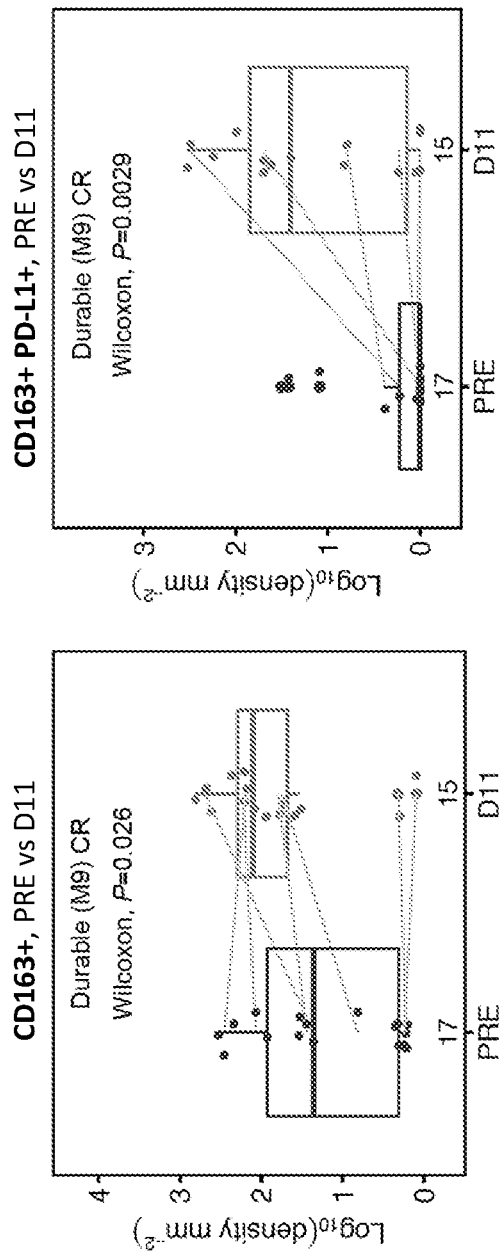 CD163+, PRE vs D11
Durable (M9) CR
Wilcoxon, P=0.026
Log10(density mm-2)
4
3
2
1
0
17
15
PRE
D11
CD163+ PD-L1+, PRE vs D11
Durable (M9) CR
Wilcoxon, P=0.0029
Log10(density mm-2)
3
2
1
0
17
15
PRE
D11